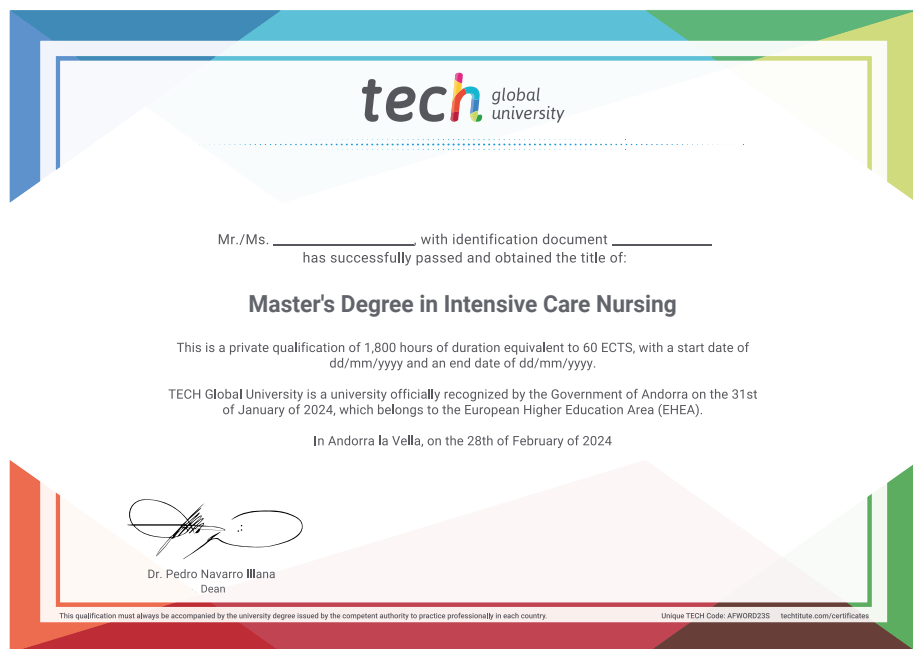 tech global university
Mr./Ms. ____________, with identification document ____________
has successfully passed and obtained the title of:
Master's Degree in Intensive Care Nursing
This is a private qualification of 1,800 hours of duration equivalent to 60 ECTS, with a start date of
dd/mm/yyyy and an end date of dd/mm/yyyy.
TECH Global University is a university officially recognized by the Government of Andorra on the 31st
of January of 2024, which belongs to the European Higher Education Area (EHEA).
In Andorra la Vella, on the 28th of February of 2024
Dr. Pedro Navarro Illana
Dean
This qualification must always be accompanied by the university degree issued by the competent authority to practice professionally in each country.
Unique TECH Code: AFWORD23S techtitute.com/certificates